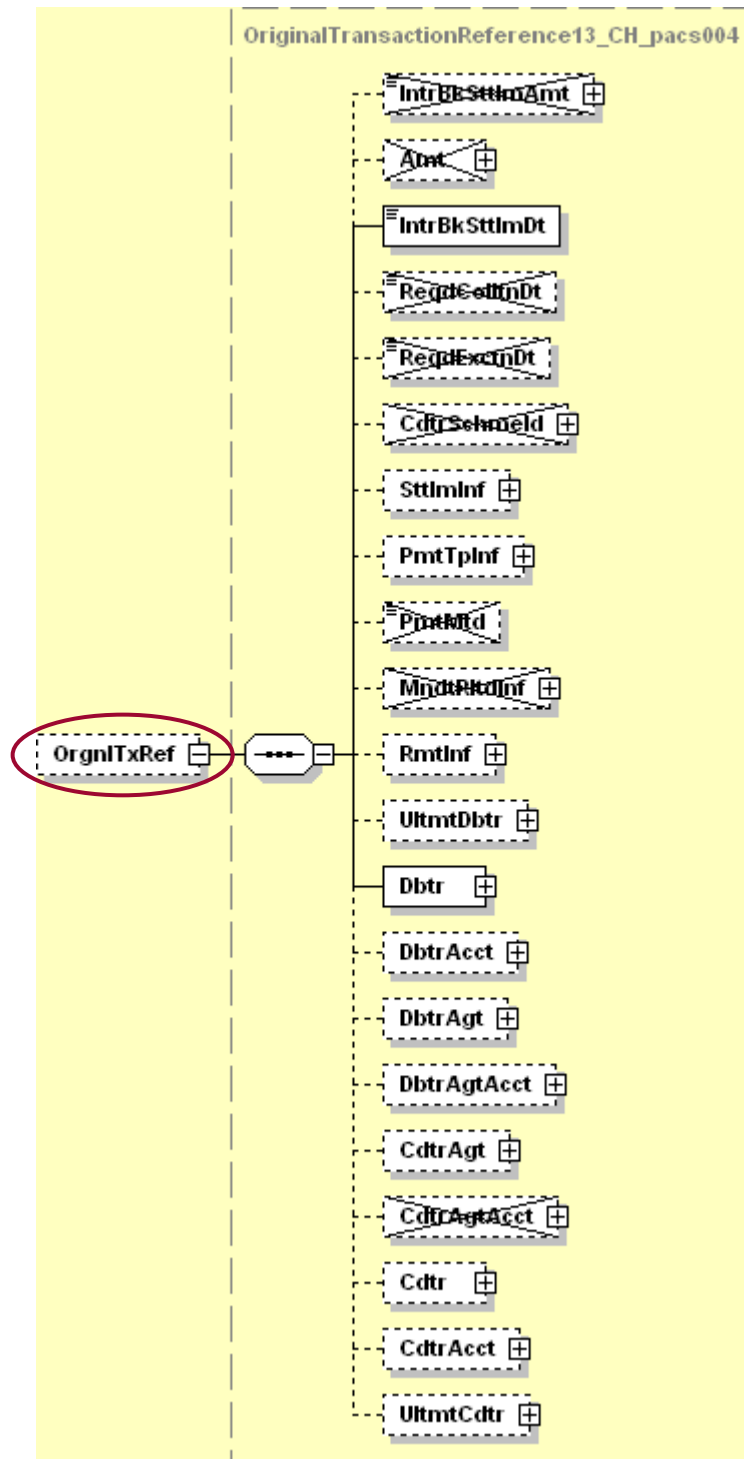 OriginalTransactionReference13_CH_pacs004
IntrBkSttlmAmt
Amt
IntrBkSttlmDt
ReqdColltnDt
ReqdExctnDt
CdtrSchmeId
SttlmInf
PmtTpInf
PmtMtd
MndtRltdInf
OrgnlTxRef
RmtInf
UltmtDbtr
Dbtr
DbtrAcct
DbtrAgt
DbtrAgtAcct
CdtrAgt
CdtrAgtAcct
Cdtr
CdtrAcct
UltmtCdtr